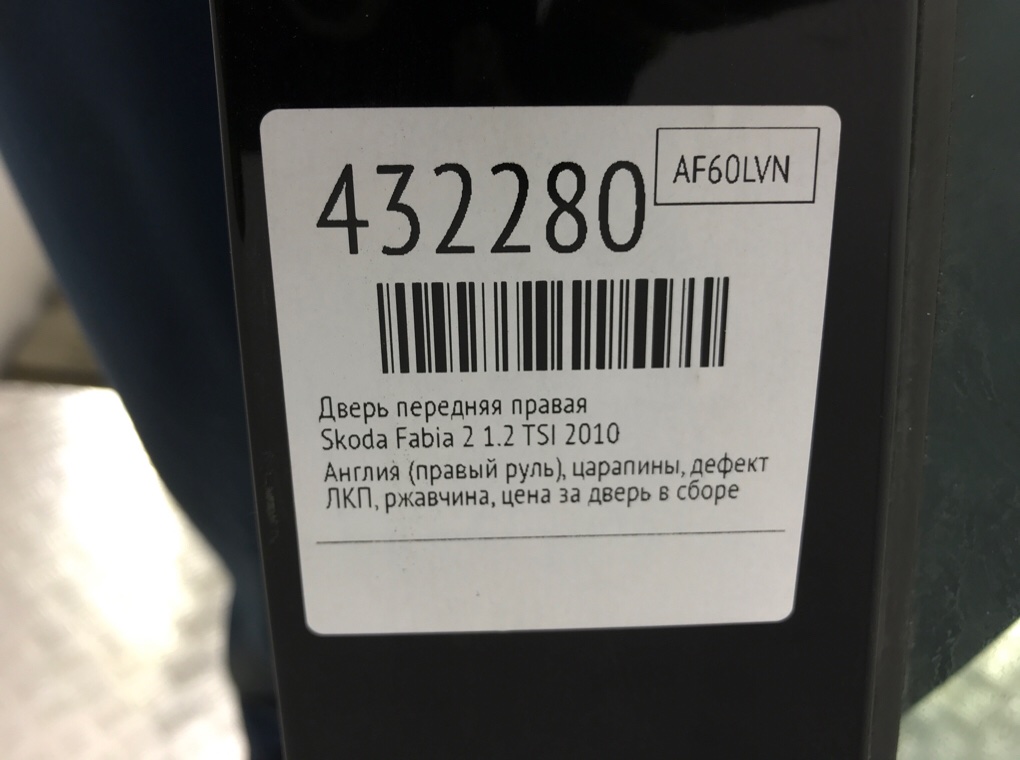 AF60LVN
432280
Дверь передняя правая
Skoda Fabia 2 1.2 TSI 2010
Англия (правый руль), царапины, дефект
ЛКП, ржавчина, цена за дверь в сборе